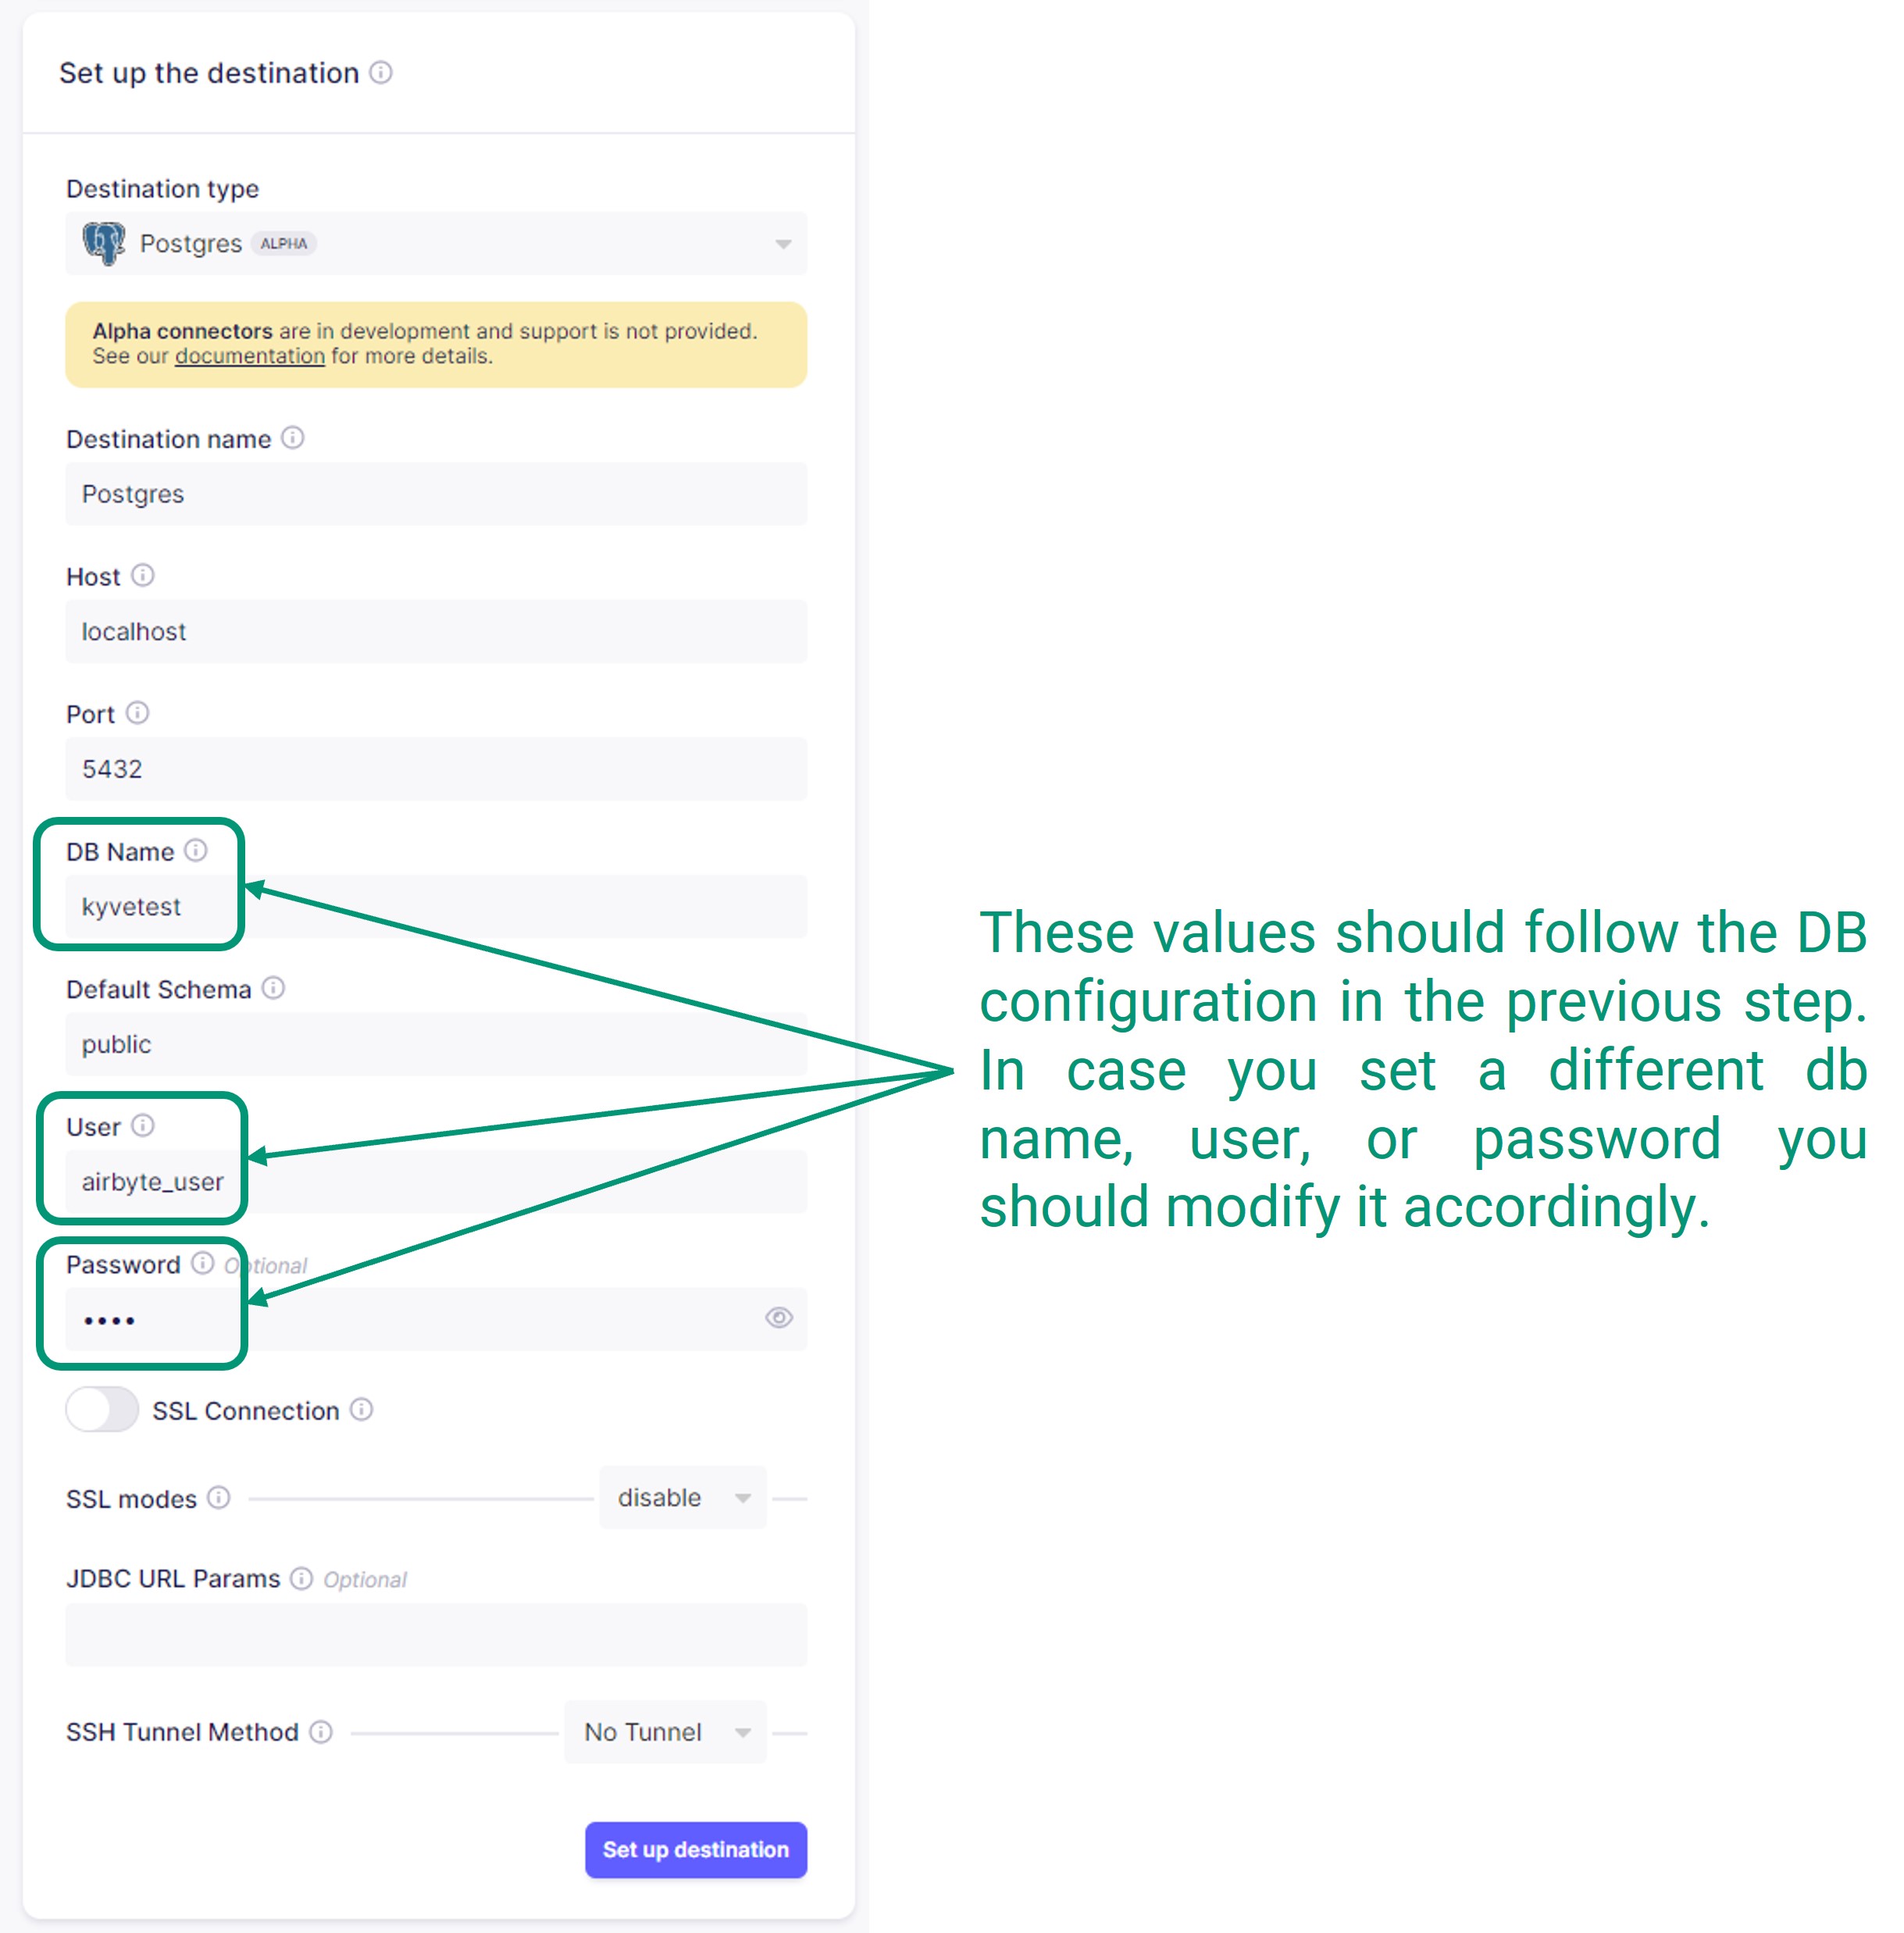 Set up the destination
Destination type
Postgres ALPHA
Alpha connectors are in development and support is not provided.
See our documentation for more details.
Destination name
Postgres
Host
localhost
Port
5432
DB Name
kyvetest
Default Schema
public
User
airbyte_user
Password Optional
••••
SSL Connection
SSL modes disable
JDBC URL Params Optional
SSH Tunnel Method No Tunnel
Set up destination
These values should follow the DB
configuration in the previous step.
In case you set a different db
name, user, or password you
should modify it accordingly.